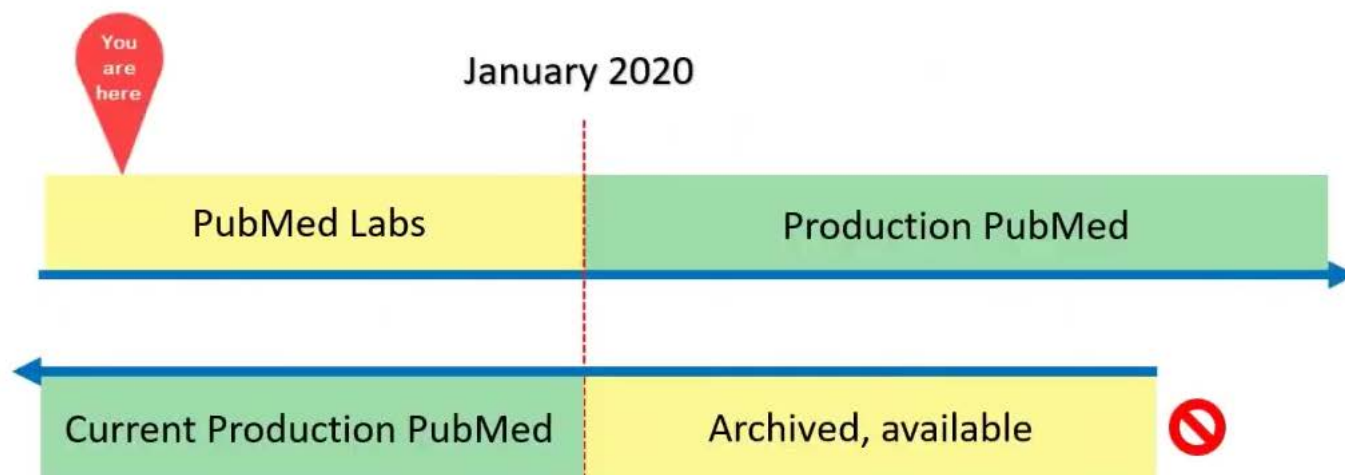 You
are
here
January 2020
PubMed Labs
Production PubMed
Current Production PubMed
Archived, available